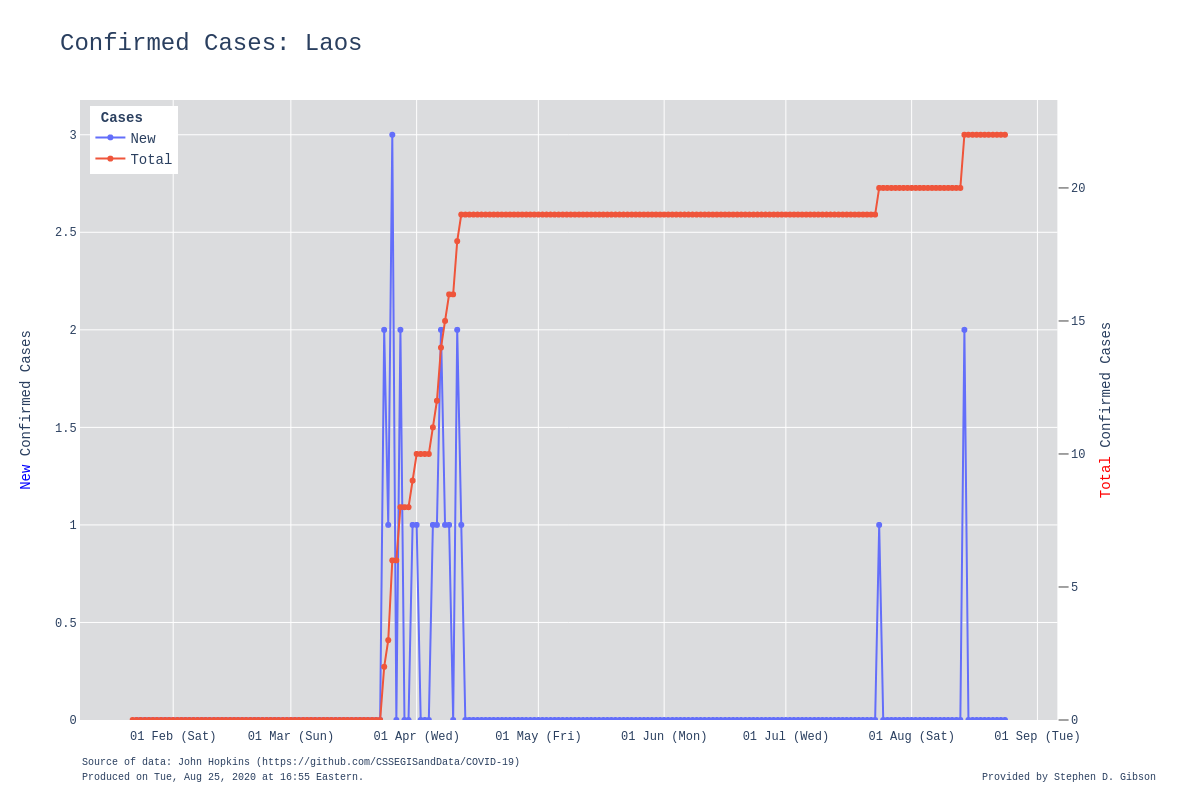 Confirmed Cases: Laos
Cases
New
Total
3
2.5
2
1.5
1
0.5
0
New Confirmed Cases
20
15
10
5
0
Total Confirmed Cases
01 Feb (Sat) 01 Mar (Sun) 01 Apr (Wed) 01 May (Fri) 01 Jun (Mon) 01 Jul (Wed) 01 Aug (Sat) 01 Sep (Tue)
Source of data: John Hopkins (https://github.com/CSSEGISandData/COVID-19)
Produced on Tue, Aug 25, 2020 at 16:55 Eastern.
Provided by Stephen D. Gibson